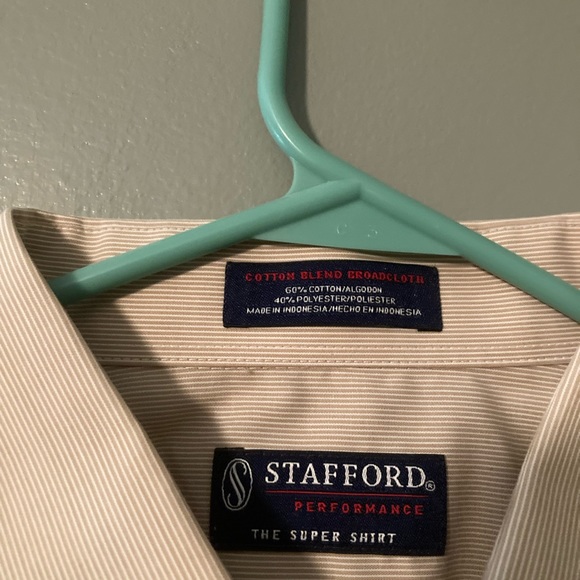 COTTON BLEND BROADCLOTH
60% COTTON/ALGODON
40% POLYESTER/POLIESTER
MADE IN INDONESIA/HECHO EN INDONESIA
S STAFFORD®
PERFORMANCE
THE SUPER SHIRT